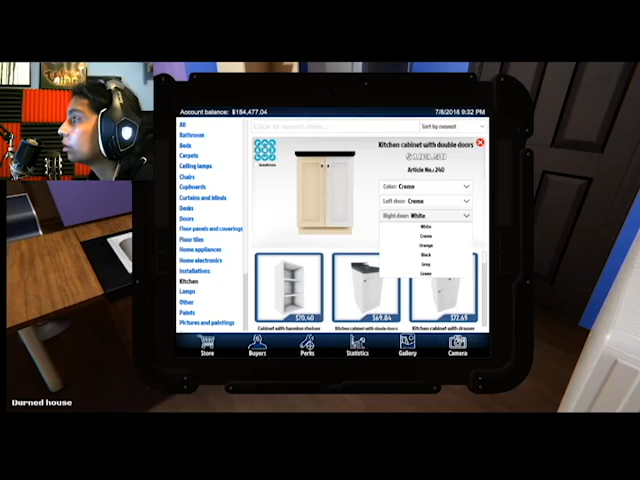 Account balance: $184,477.04
7/8/2018 9:32 PM
All
Bathroom
Beds
Carpets
Ceiling lamps
Chairs
Cupboards
Curtains and blinds
Desks
Doors
Floor panels and coverings
Floor tiles
Home appliances
Home electronics
Installations
Kitchen
Lamps
Other
Paints
Pictures and paintings
Sort by newest
Kitchen cabinet with double doors
Article No.: 240
Color: Creme
Left door: Creme
Right door: White
White
Creme
Orange
Black
Grey
Green
$70.40
Cabinet with hanging shelves
$69.84
Kitchen cabinet with single doors
$72.65
Kitchen cabinet with drawer
Store
Buyers
Perks
Statistics
Gallery
Camera
Burned house